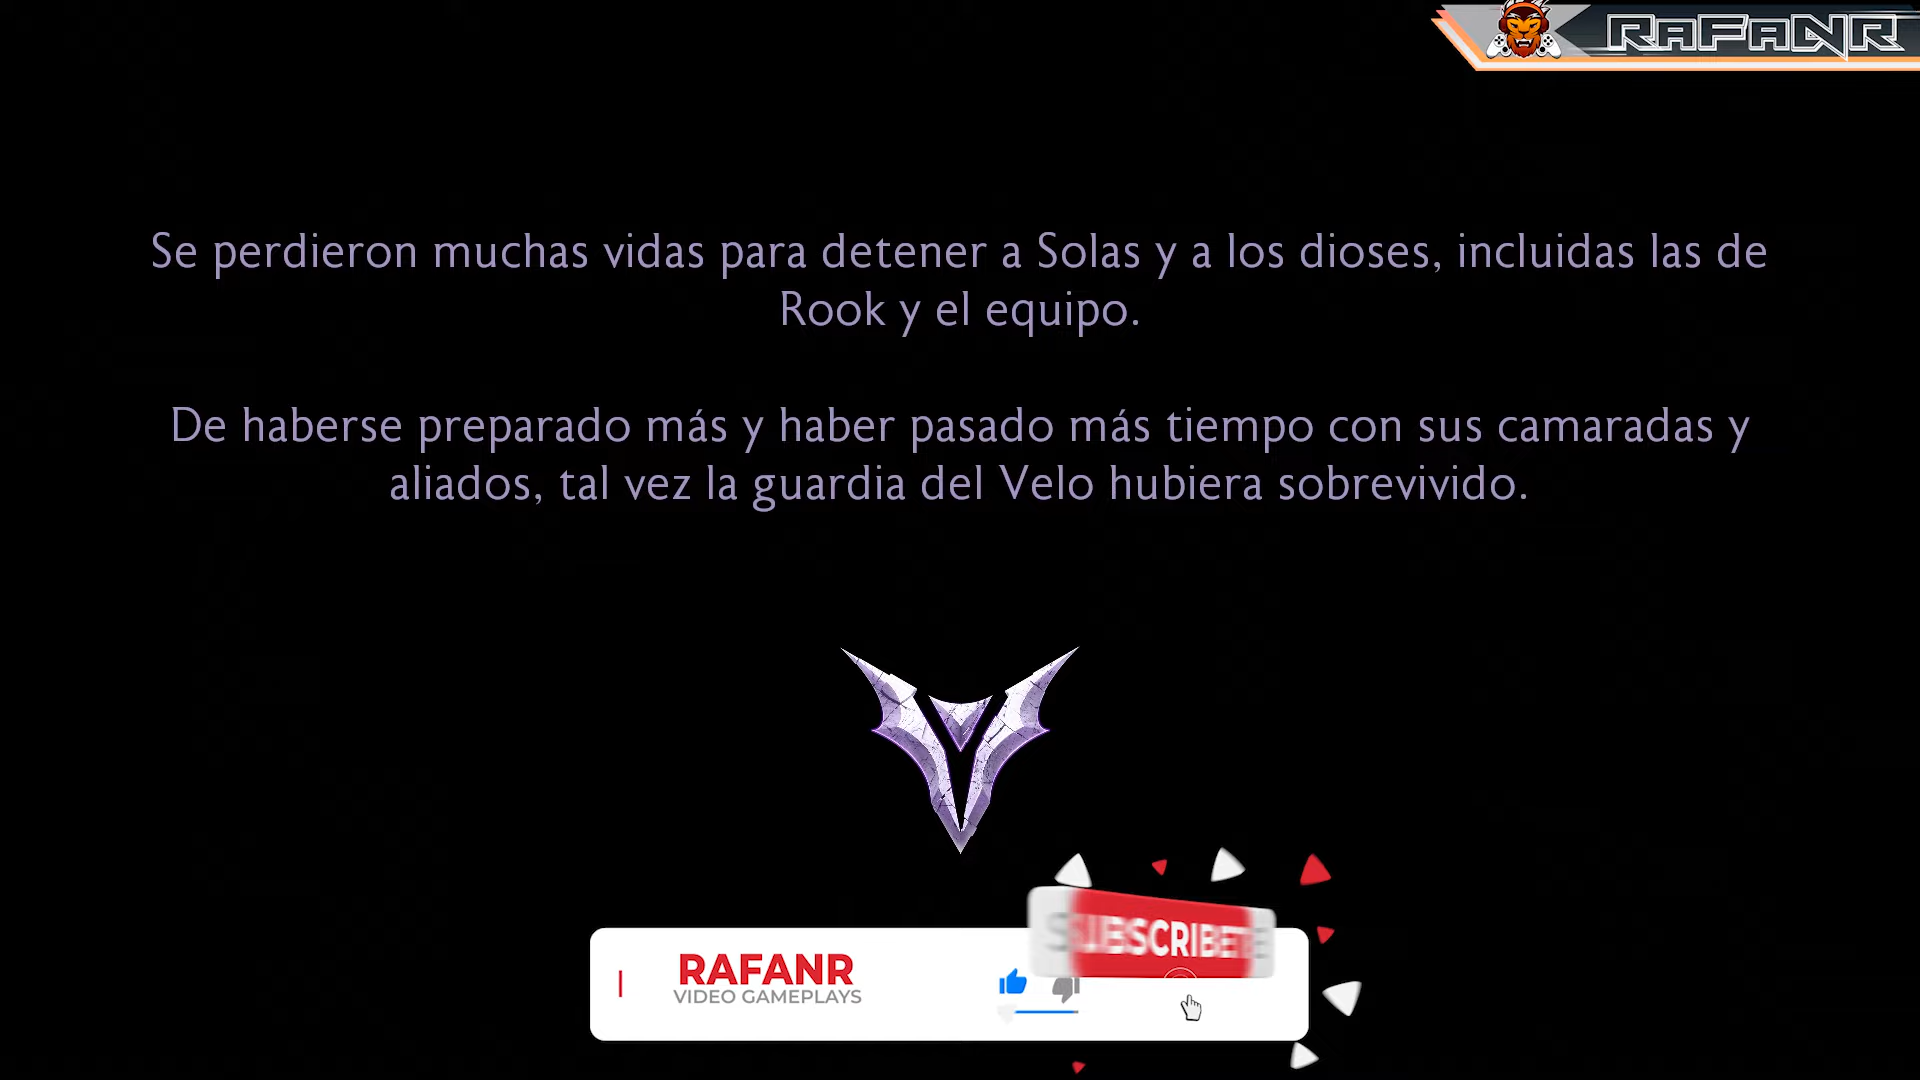 RAFANR
Se perdieron muchas vidas para detener a Solas y a los dioses, incluidas las de
Rook y el equipo.
De haberse preparado más y haber pasado más tiempo con sus camaradas y
aliados, tal vez la guardia del Velo hubiera sobrevivido.
SUBSCRIBETE
RAFANR
VIDEO GAMEPLAYS